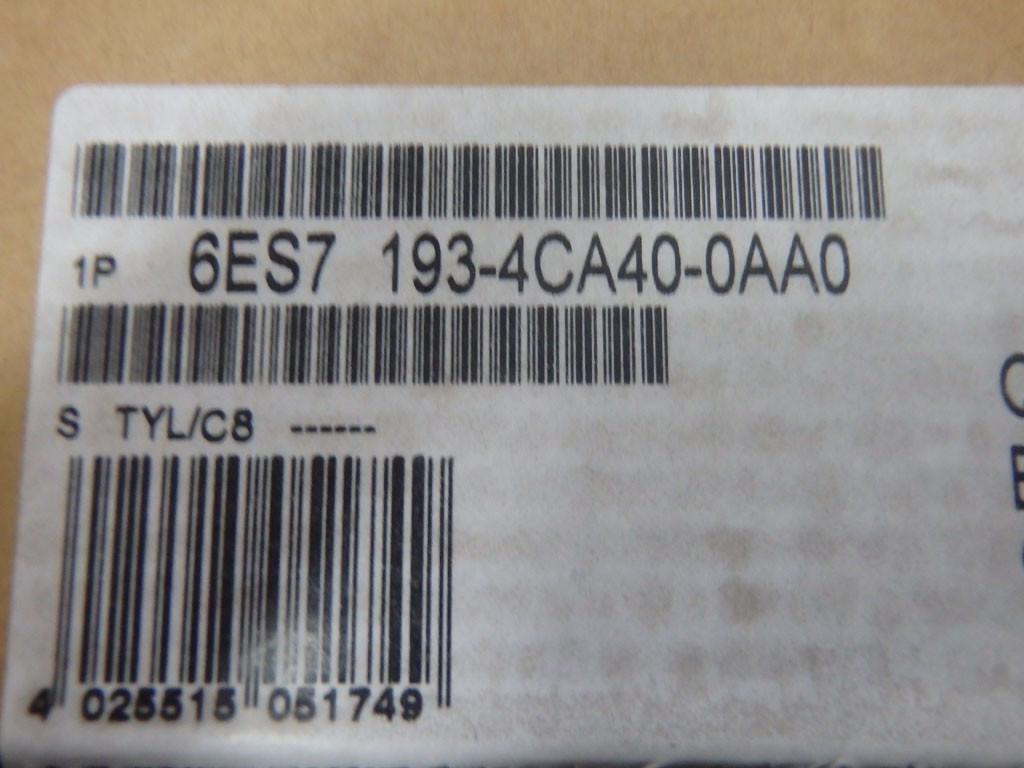 1P 6ES7 193-4CA40-0AA0
S TYL/C8 ------
4 025515 051749